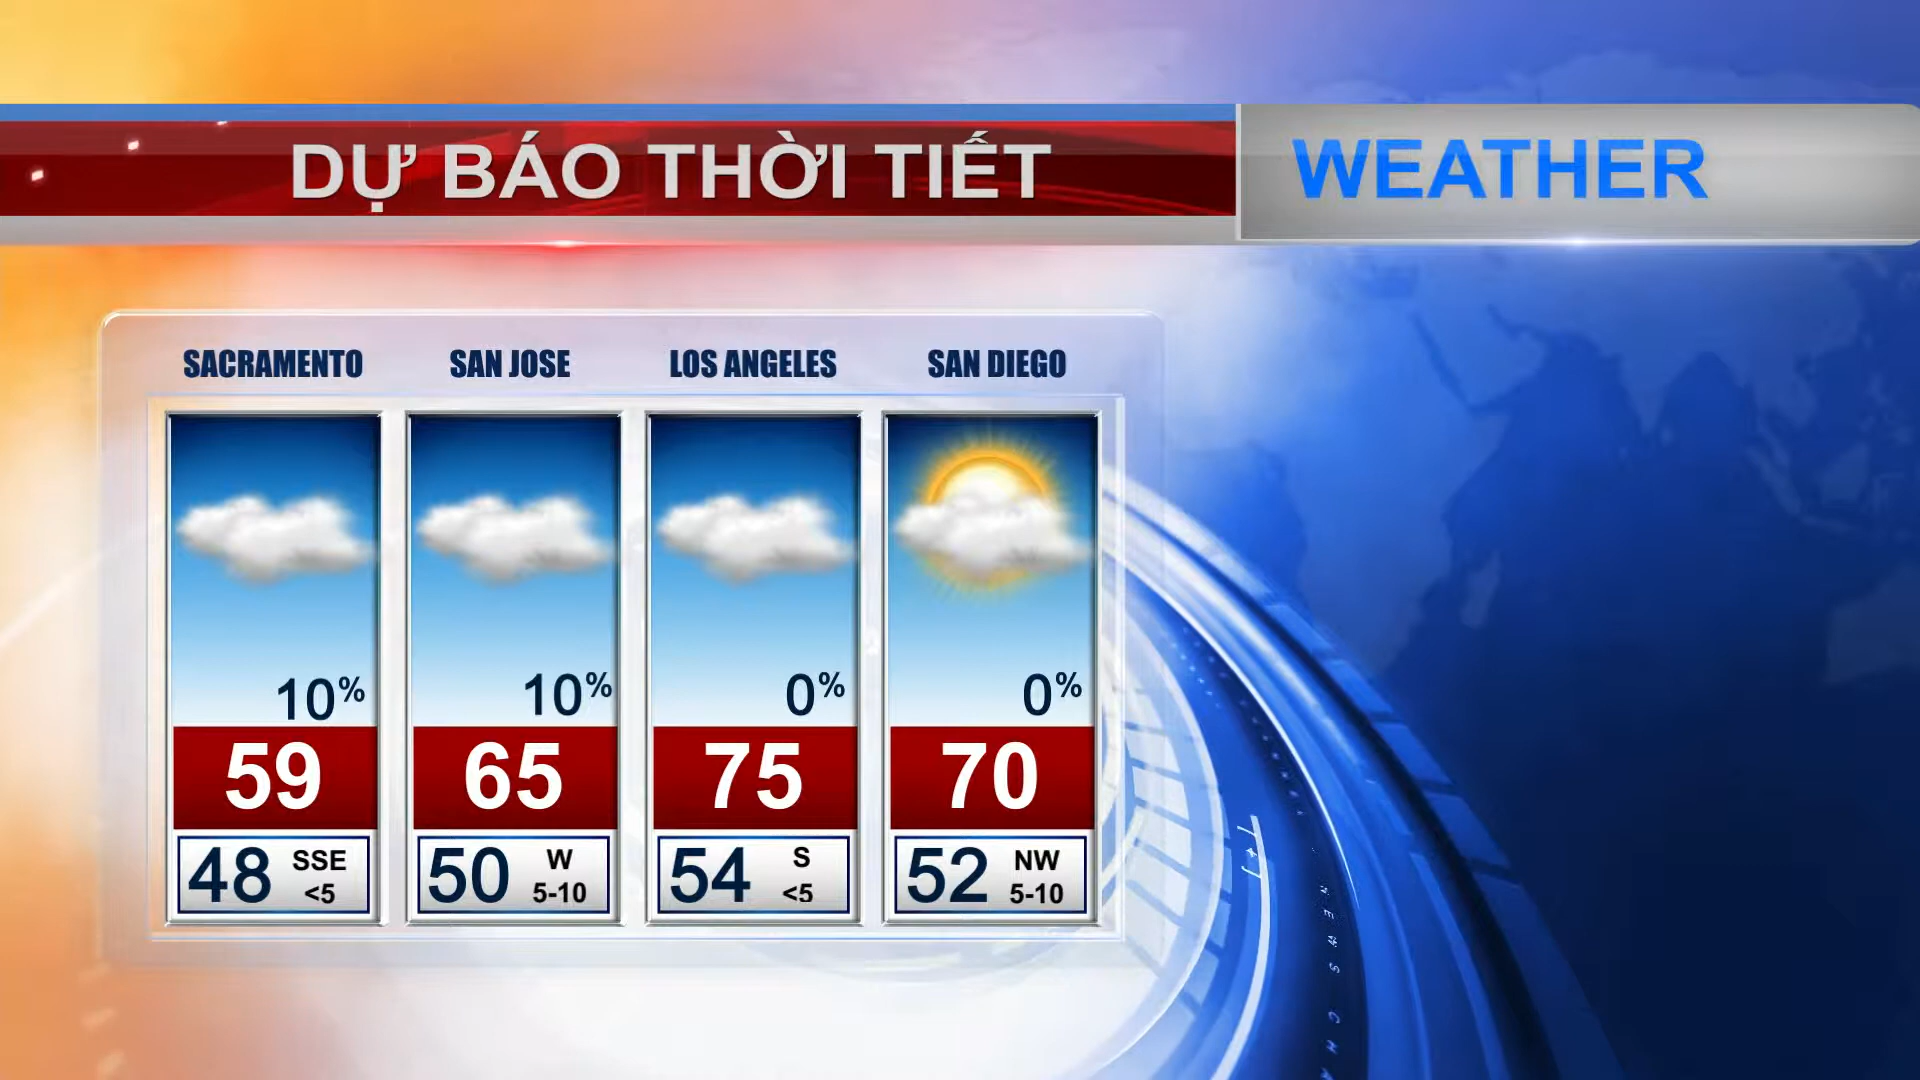 DỰ BÁO THỜI TIẾT
WEATHER
SACRAMENTO
SAN JOSE
LOS ANGELES
SAN DIEGO
10%
10%
0%
0%
59
65
75
70
48 SSE <5
50 W 5-10
54 S <5
52 NW 5-10